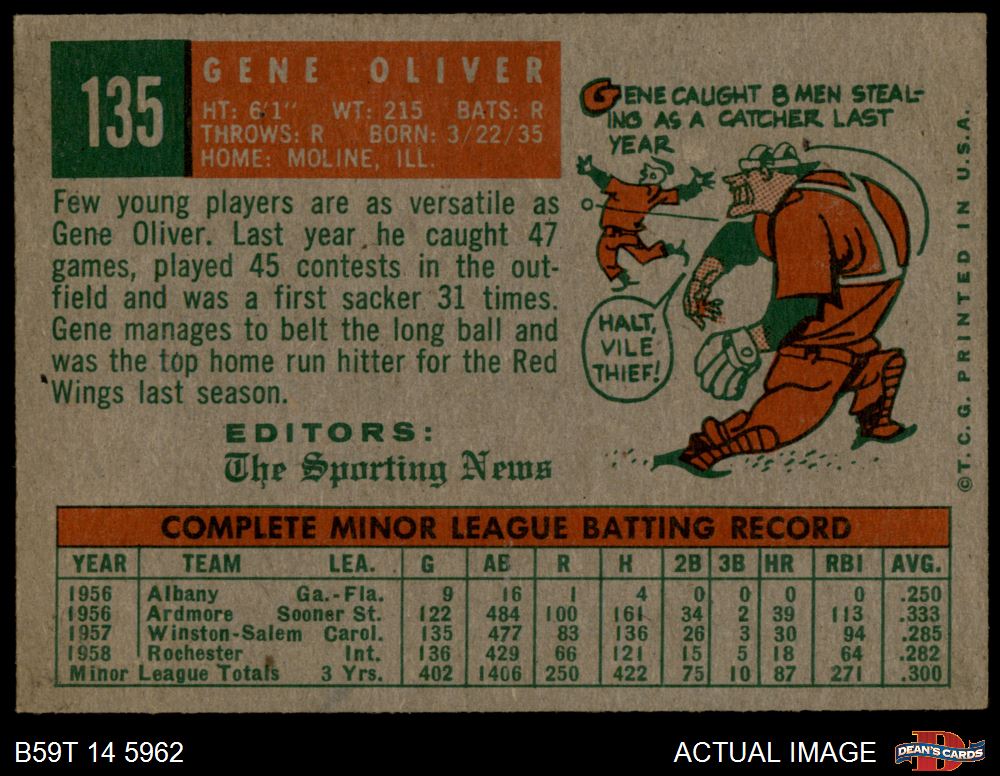 135
GENE OLIVER
HT: 6'1" WT: 215 BATS: R
THROWS: R BORN: 3/22/35
HOME: MOLINE, ILL.
Few young players are as versatile as
Gene Oliver. Last year he caught 47
games, played 45 contests in the out-
field and was a first sacker 31 times.
Gene manages to belt the long ball and
was the top home run hitter for the Red
Wings last season.
EDITORS:
The Sporting News
GENE CAUGHT 8 MEN STEAL-
ING AS A CATCHER LAST
YEAR
HALT,
VILE
THIEF!
©T.C.G. PRINTED IN U.S.A.
COMPLETE MINOR LEAGUE BATTING RECORD
YEAR TEAM LEA. G AB R H 2B 3B HR RBI AVG.
1956 Albany Ga.-Fla. 9 16 1 4 0 0 0 0 .250
1956 Ardmore Sooner St. 122 484 100 161 34 2 39 113 .333
1957 Winston-Salem Carol. 135 477 83 136 26 3 30 94 .285
1958 Rochester Int. 136 429 66 121 15 5 18 64 .282
Minor League Totals 3 Yrs. 402 1406 250 422 75 10 87 271 .300
B59T 14 5962
ACTUAL IMAGE
DEAN'S CARDS